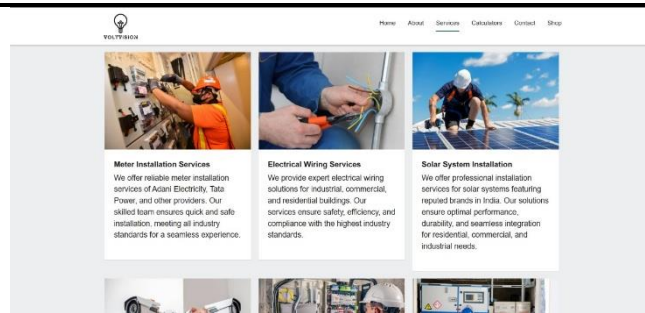 VOLTVISION
Home About Services Calculators Contact Shop
Meter Installation Services
We offer reliable meter installation
services of Adani Electricity, Tata
Power, and other providers. Our
skilled team ensures quick and safe
installation, meeting all industry
standards for a seamless experience.
Electrical Wiring Services
We provide expert electrical wiring
solutions for industrial, commercial,
and residential buildings. Our
services ensure safety, efficiency, and
compliance with the highest industry
standards.
Solar System Installation
We offer professional installation
services for solar systems featuring
reputed brands in India. Our solutions
ensure optimal performance,
durability, and seamless integration
for residential, commercial, and
industrial needs.